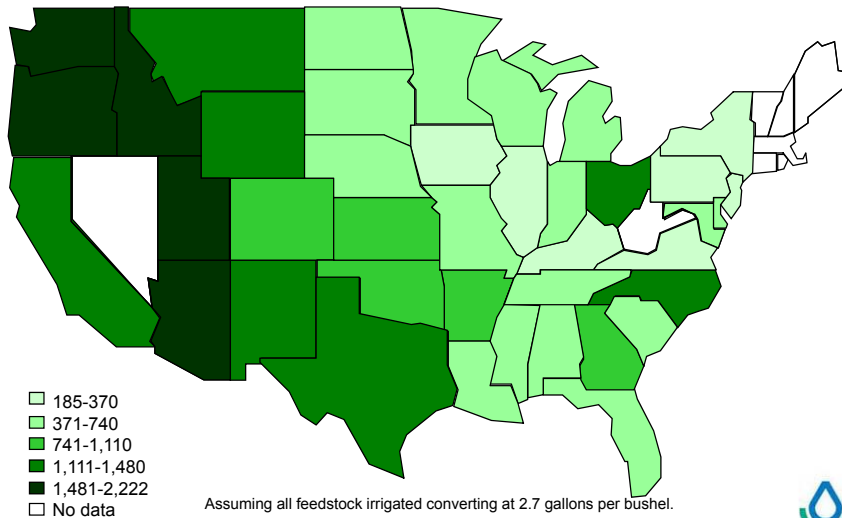 185-370
371-740
741-1,110
1,111-1,480
1,481-2,222
No data
Assuming all feedstock irrigated converting at 2.7 gallons per bushel.